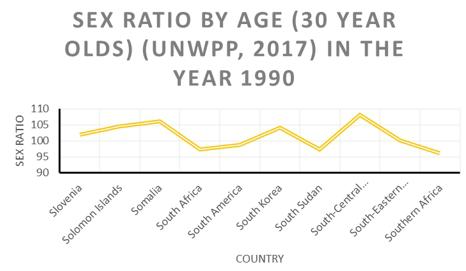 SEX RATIO BY AGE (30 YEAR
OLDS) (UNWPP, 2017) IN THE
YEAR 1990
110
105
100
95
90
SEX RATIO
Slovenia
Solomon Islands
Somalia
South Africa
South America
South Korea
South Sudan
South-Central...
South-Eastern...
Southern Africa
COUNTRY